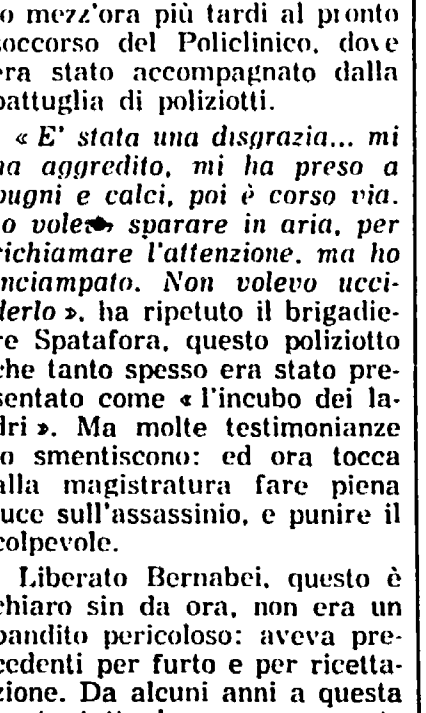 o mezz'ora più tardi al pronto
soccorso del Policlinico, dove
era stato accompagnato dalla
pattuglia di poliziotti.
« E' stata una disgrazia... mi
ha aggredito, mi ha preso a
pugni e calci, poi è corso via.
Io sparare in aria, per
richiamare l'attenzione, ma ho
inciampato. Non volevo ucci-
derlo », ha ripetuto il brigadie-
re Spatafora, questo poliziotto
che tanto spesso era stato pre-
sentato come « l'incubo dei la-
dri ». Ma molte testimonianze
lo smentiscono: ed ora tocca
alla magistratura fare piena
luce sull'assassinio, e punire il
colpevole.
Liberato Bernabei, questo è
chiaro sin da ora, non era un
bandito pericoloso: aveva pre-
cedenti per furto e per ricetta-
zione. Da alcuni anni a questa